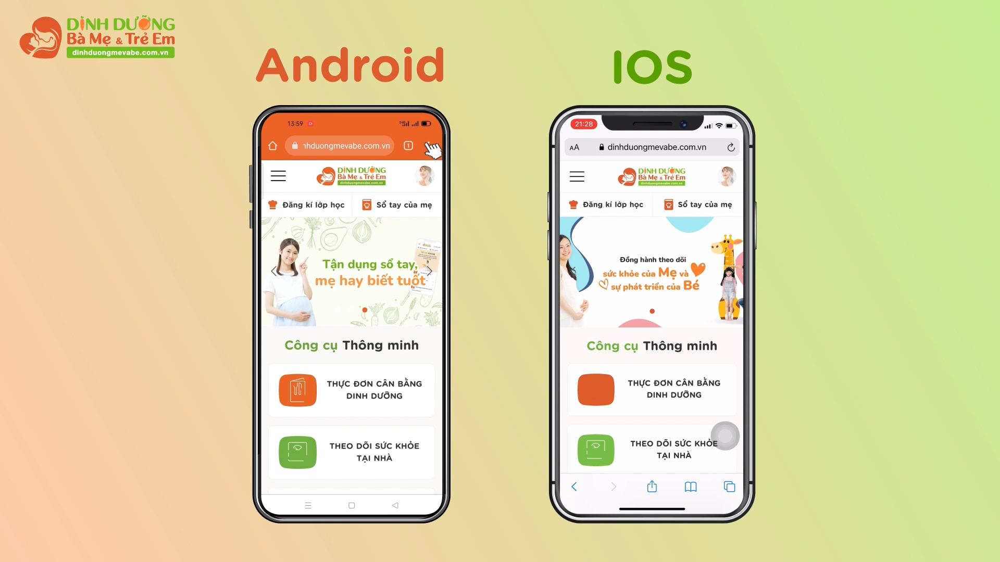 DINH DƯỠNG
Bà Mẹ & Trẻ Em
dinhduongmevabe.com.vn
Android
13:59
nhduongmevabe.com.vn
1
DINH DƯỠNG
Bà Mẹ & Trẻ Em
dinhduongmevabe.com.vn
Đăng kí lớp học
Sổ tay của mẹ
Tận dụng sổ tay,
mẹ hay biết tuốt
Công cụ Thông minh
THỰC ĐƠN CÂN BẰNG
DINH DƯỠNG
THEO DÕI SỨC KHỎE
TẠI NHÀ
IOS
21:28
AA
dinhduongmevabe.com.vn
DINH DƯỠNG
Bà Mẹ & Trẻ Em
dinhduongmevabe.com.vn
Đăng kí lớp học
Sổ tay của mẹ
Đồng hành theo dõi
sức khỏe của Mẹ và
sự phát triển của Bé
Công cụ Thông minh
THỰC ĐƠN CÂN BẰNG
DINH DƯỠNG
THEO DÕI SỨC KHỎE
TẠI NHÀ